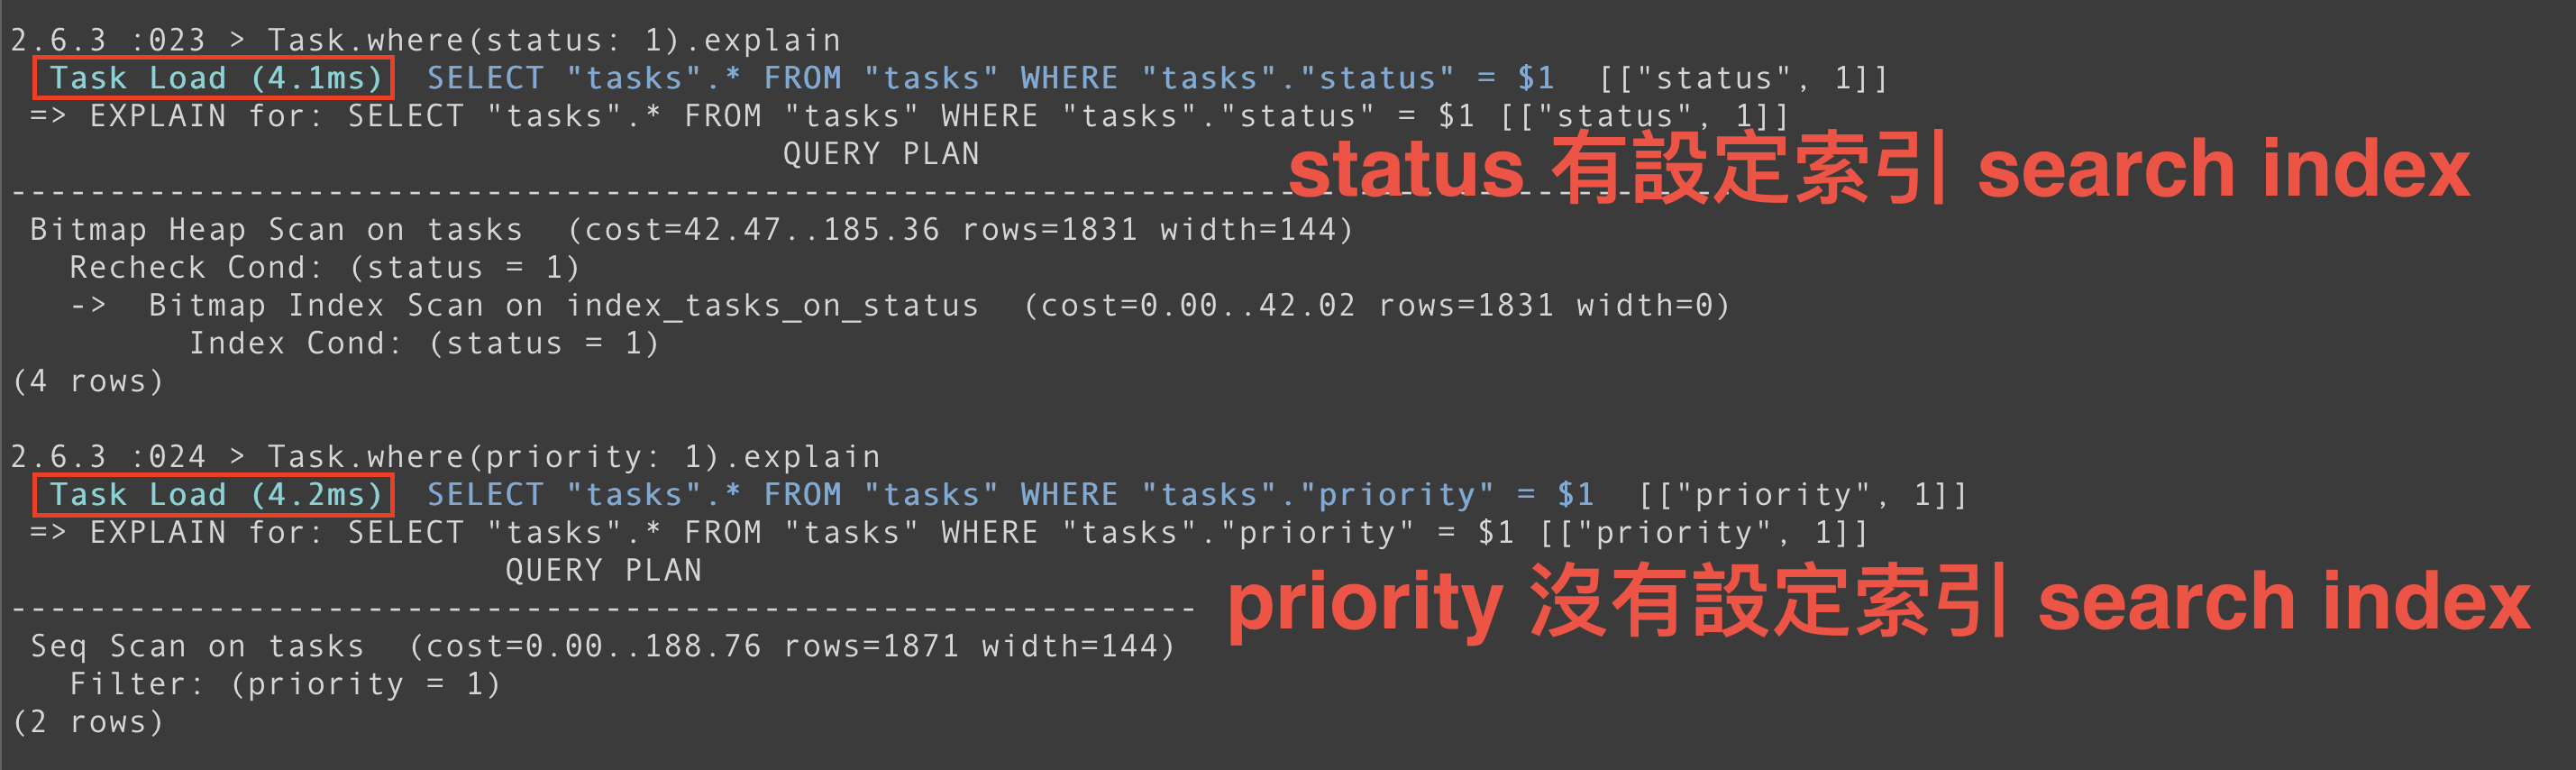 2.6.3 :023 > Task.where(status: 1).explain
Task Load (4.1ms)  SELECT "tasks".* FROM "tasks" WHERE "tasks"."status" = $1  [["status", 1]]
=> EXPLAIN for: SELECT "tasks".* FROM "tasks" WHERE "tasks"."status" = $1 [["status", 1]]
QUERY PLAN
status 有設定索引 search index
Bitmap Heap Scan on tasks  (cost=42.47..185.36 rows=1831 width=144)
Recheck Cond: (status = 1)
->  Bitmap Index Scan on index_tasks_on_status  (cost=0.00..42.02 rows=1831 width=0)
Index Cond: (status = 1)
(4 rows)
2.6.3 :024 > Task.where(priority: 1).explain
Task Load (4.2ms)  SELECT "tasks".* FROM "tasks" WHERE "tasks"."priority" = $1  [["priority", 1]]
=> EXPLAIN for: SELECT "tasks".* FROM "tasks" WHERE "tasks"."priority" = $1 [["priority", 1]]
QUERY PLAN
priority 沒有設定索引 search index
Seq Scan on tasks  (cost=0.00..188.76 rows=1871 width=144)
Filter: (priority = 1)
(2 rows)